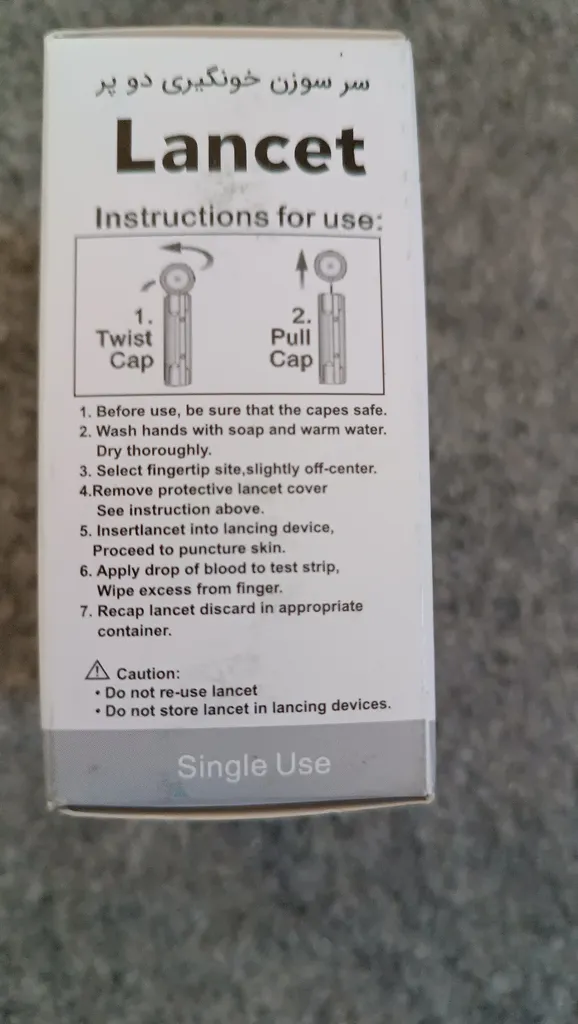 سر سوزن خونگیری دو پر
Lancet
Instructions for use:
1.
Twist
Cap
2.
Pull
Cap
1. Before use, be sure that the capes safe.
2. Wash hands with soap and warm water.
Dry thoroughly.
3. Select fingertip site,slightly off-center.
4.Remove protective lancet cover
See instruction above.
5. Insertlancet into lancing device,
Proceed to puncture skin.
6. Apply drop of blood to test strip,
Wipe excess from finger.
7. Recap lancet discard in appropriate
container.
Caution:
• Do not re-use lancet
• Do not store lancet in lancing devices.
Single Use